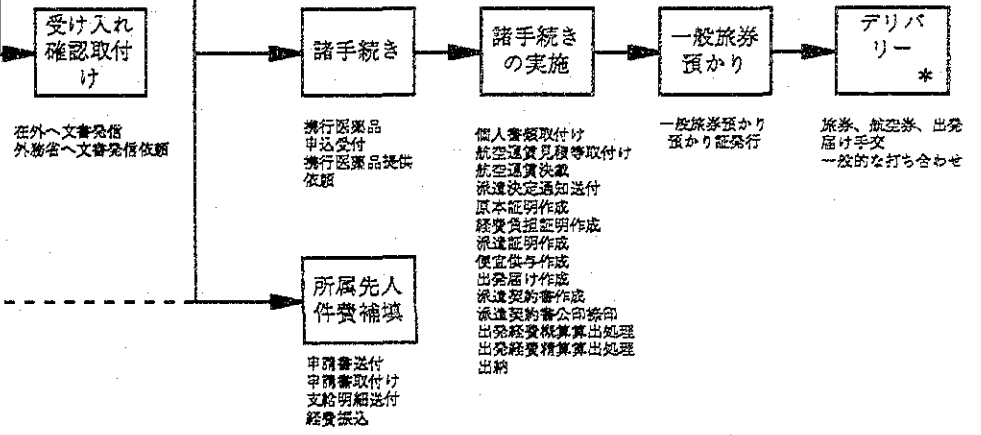 受け入れ
確認取付
け
在外へ文書発信
外務省へ文書発信依頼
諸手続き
携行医薬品
申込受付
携行医薬品提供
依頼
諸手続き
の実施
個人書類取付け
航空運賃見積等取付け
航空運賃決裁
派遣決定通知送付
原本証明作成
経費負担証明作成
派遣証明作成
便宜供与作成
出発届け作成
派遣契約書作成
派遣契約書公印捺印
出発経費概算算出処理
出発経費精算算出処理
出納
一般旅券
預かり
一般旅券預かり
預かり証発行
デリバ
リー
*
旅券、航空券、出発
届け手交
一般的な打ち合わせ
所属先人
件費補填
申請書送付
申請書取付け
支給明細送付
経費振込